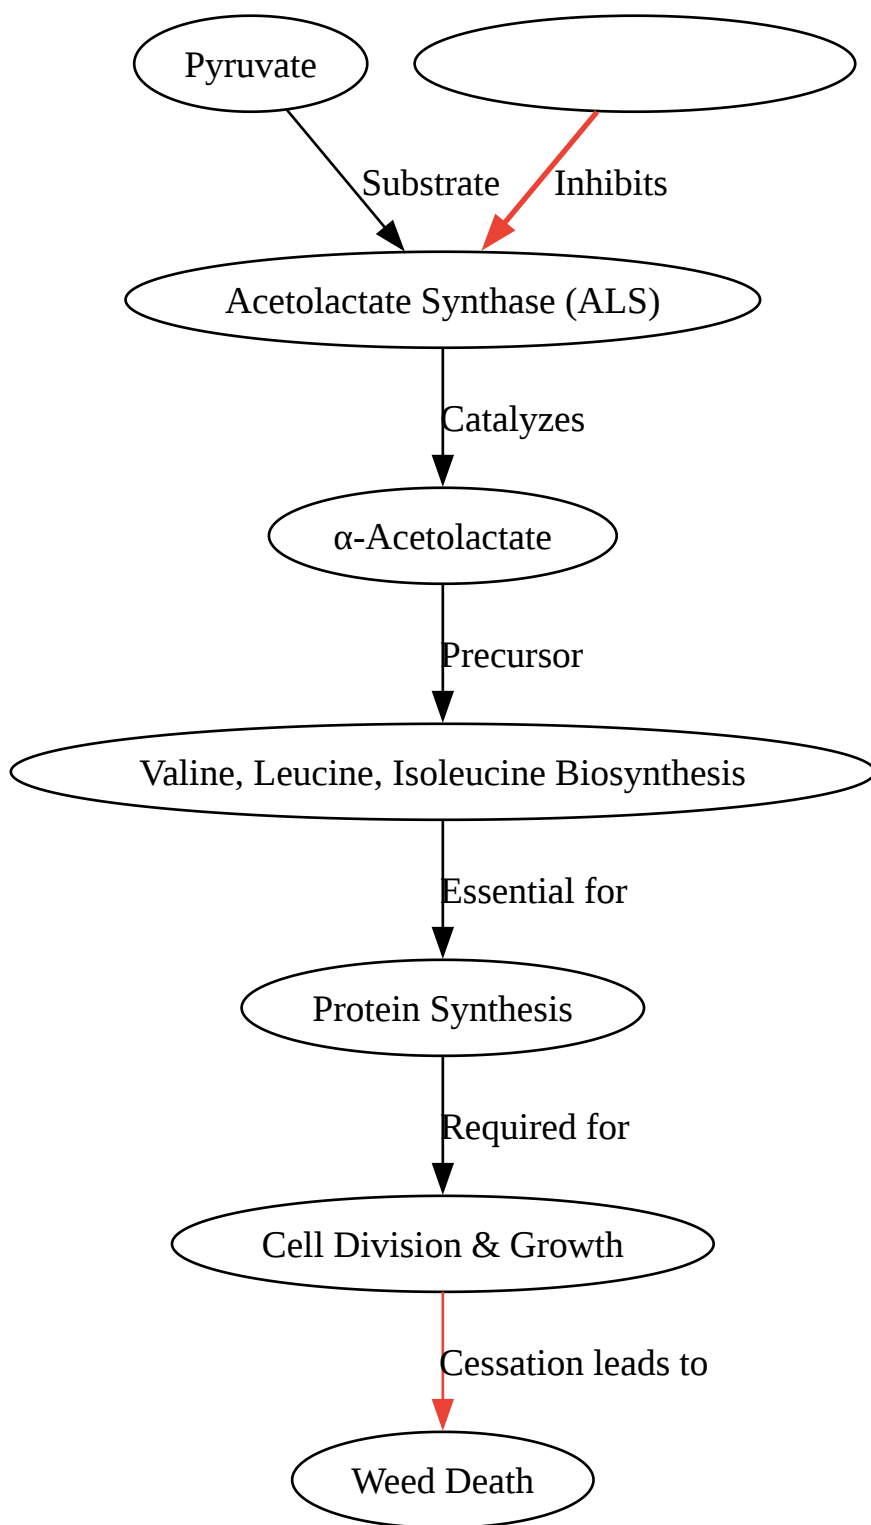 Pyruvate
Substrate
Inhibits
Acetolactate Synthase (ALS)
Catalyzes
α-Acetolactate
Precursor
Valine, Leucine, Isoleucine Biosynthesis
Essential for
Protein Synthesis
Required for
Cell Division & Growth
Cessation leads to
Weed Death